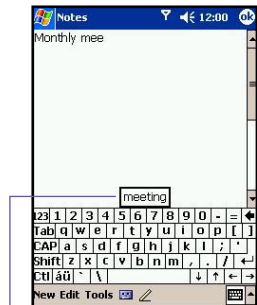 Notes 12:00 ok
Monthly mee
meeting
123 1 2 3 4 5 6 7 8 9 0 - =
Tab q w e r t y u i o p [ ]
CAP a s d f g h j k l ; '
Shift z x c v b n m , . /
Ctl áü ` \
New Edit Tools